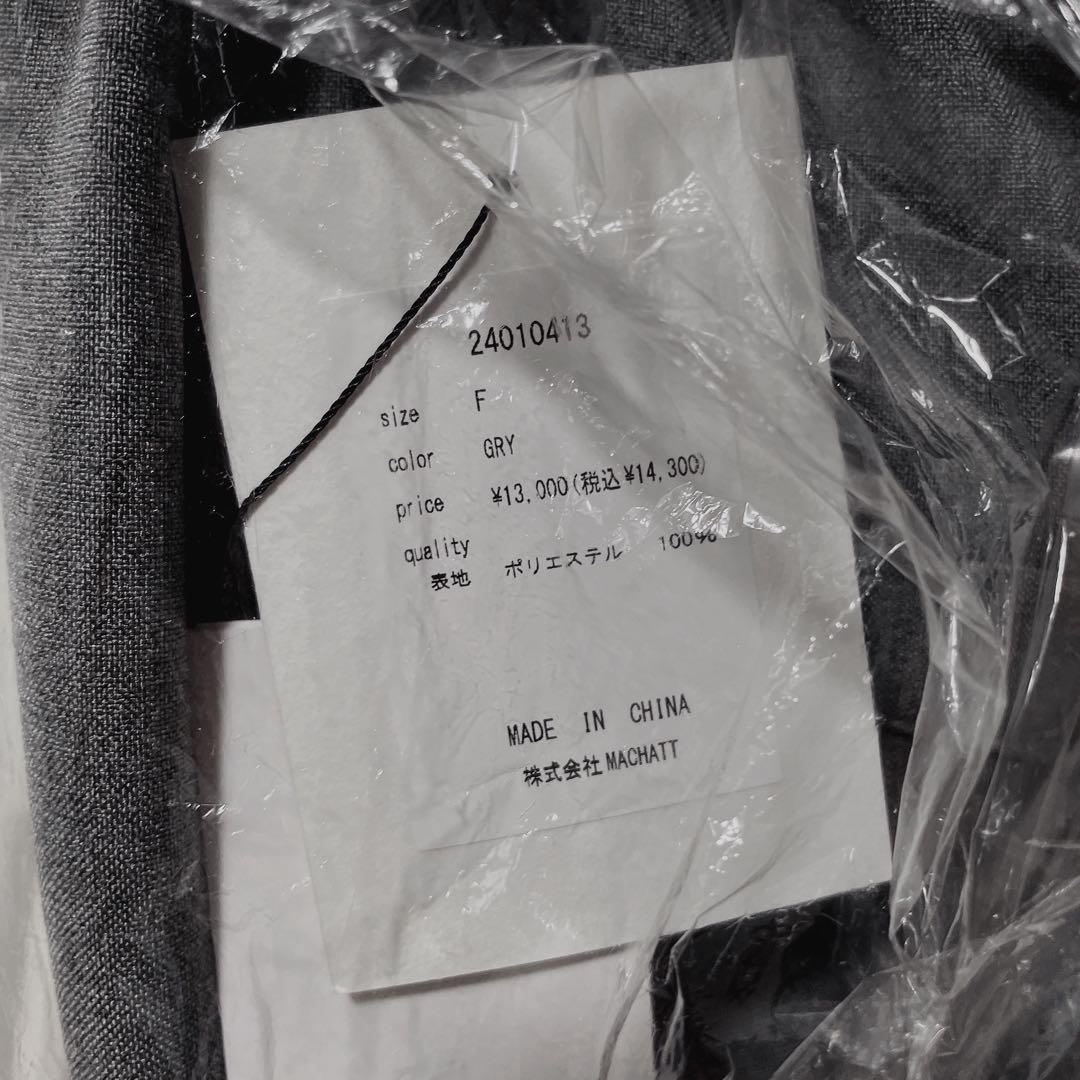 24010413
size F
color GRY
price ¥13,000(税込¥14,300)
quality
表地 ポリエステル 100%
MADE IN CHINA
株式会社MACHATT